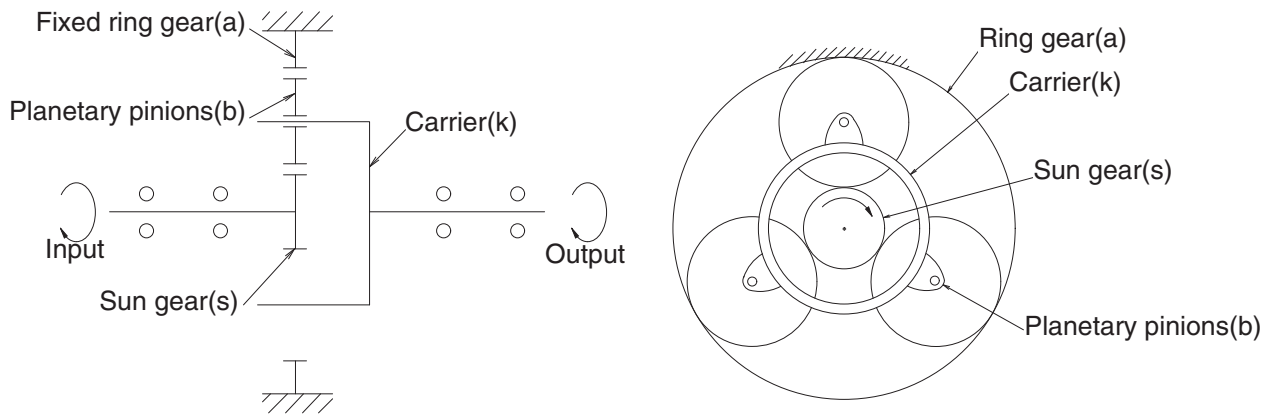 Fixed ring gear(a)
Planetary pinions(b)
Carrier(k)
Input
Output
Sun gear(s)
Ring gear(a)
Carrier(k)
Sun gear(s)
Planetary pinions(b)